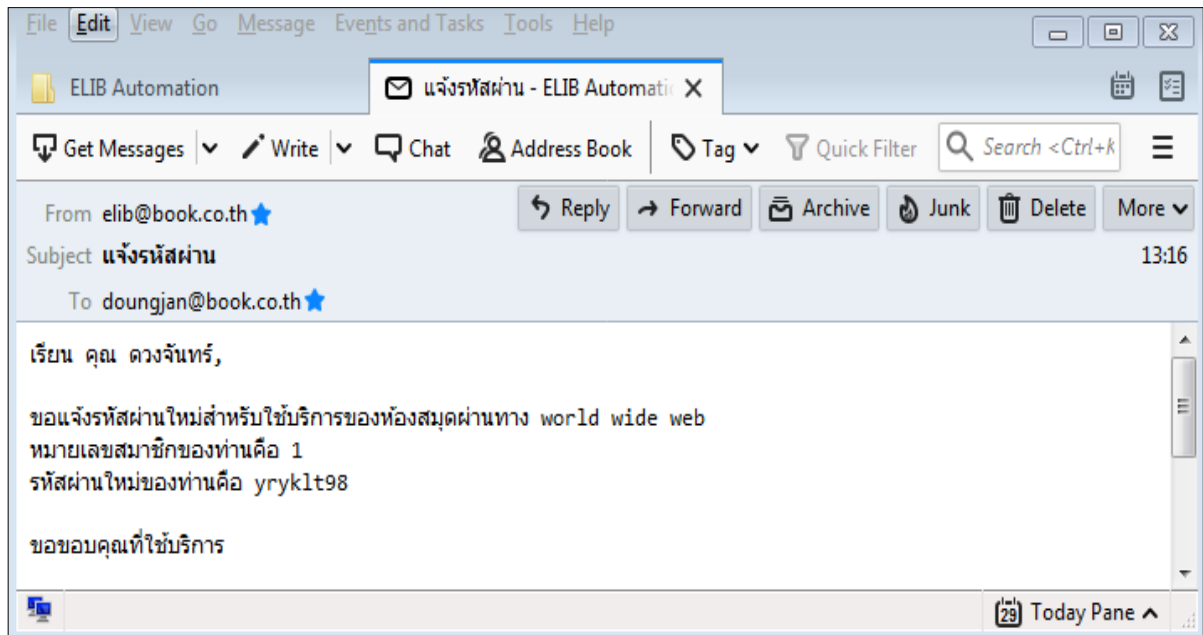 File Edit View Go Message Events and Tasks Tools Help
ELIB Automation แจ้งรหัสผ่าน - ELIB Automati
Get Messages Write Chat Address Book Tag Quick Filter Search <Ctrl+K
From elib@book.co.th Reply Forward Archive Junk Delete More
Subject แจ้งรหัสผ่าน 13:16
To doungjan@book.co.th
เรียน คุณ ดวงจันทร์,
ขอแจ้งรหัสผ่านใหม่สำหรับใช้บริการของห้องสมุดผ่านทาง world wide web
หมายเลขสมาชิกของท่านคือ 1
รหัสผ่านใหม่ของท่านคือ yryklt98
ขอขอบคุณที่ใช้บริการ
29 Today Pane